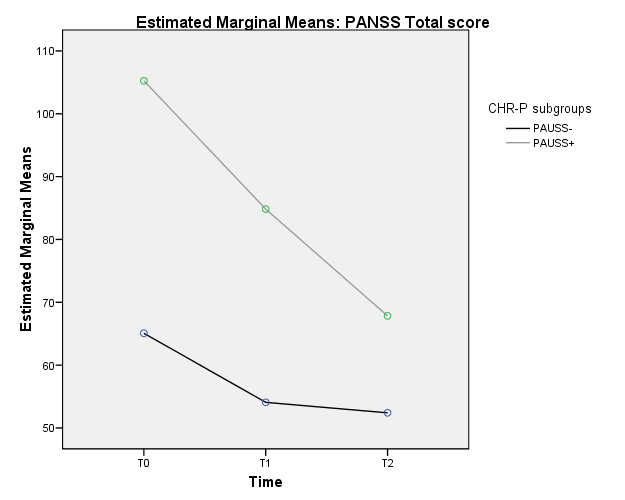 Estimated Marginal Means: PANSS Total score
Estimated Marginal Means
110
100
90
80
70
60
50
T0
T1
T2
Time
CHR-P subgroups
PAUSS-
PAUSS+